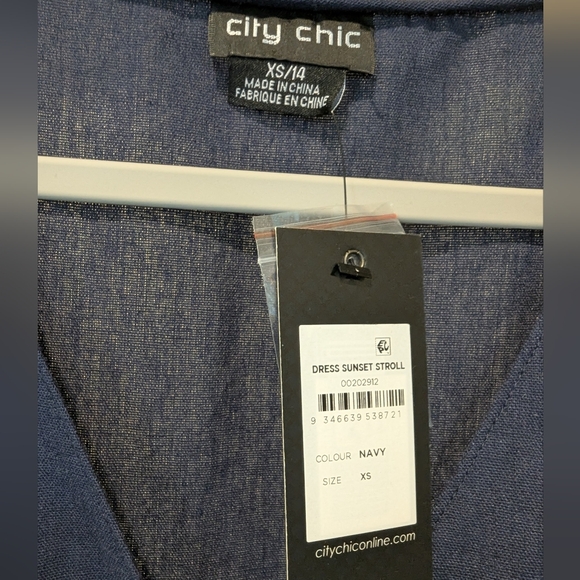 city chic
XS/14
MADE IN CHINA
FABRIQUE EN CHINE
DRESS SUNSET STROLL
00202912
9 346639 538721
COLOUR NAVY
SIZE XS
citychiconline.com